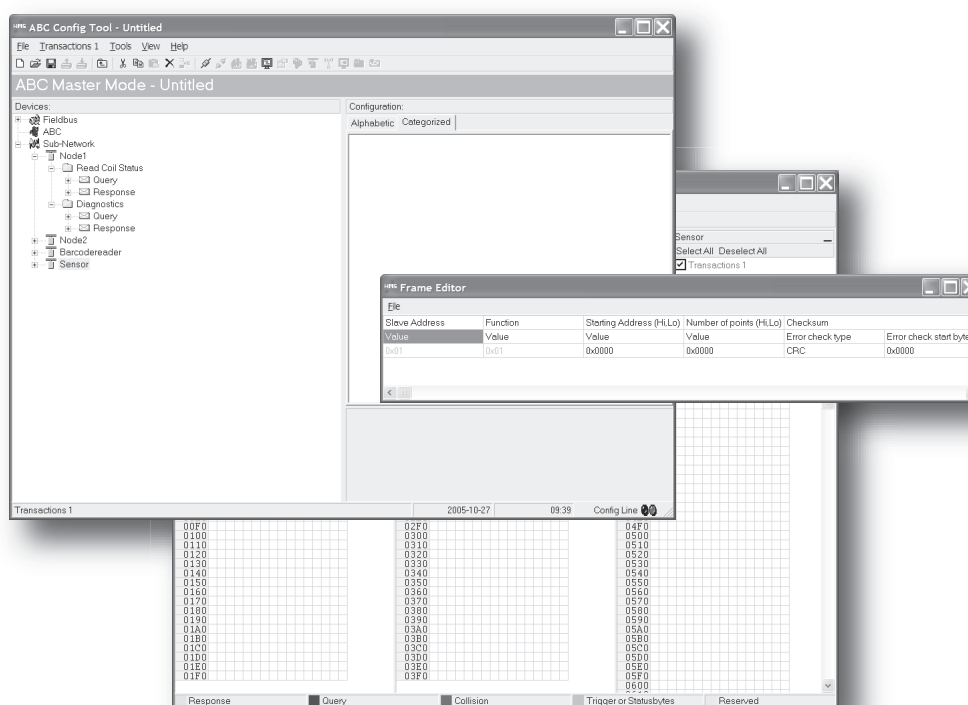 HMS ABC Config Tool - Untitled
File Transactions 1 Tools View Help
ABC Master Mode - Untitled
Devices:
Fieldbus
ABC
Sub-Network
Node1
Read Coil Status
Query
Response
Diagnostics
Query
Response
Node2
Barcodereader
Sensor
Configuration:
Alphabetic Categorized
Transactions 1 2005-10-27 09:39 Config Line
Sensor
Select All Deselect All
Transactions 1
HMS Frame Editor
File
Slave Address Function Starting Address (Hi,Lo) Number of points (Hi,Lo) Checksum
Value Value Value Value Error check type Error check start byte
0x01 0x01 0x0000 0x0000 CRC 0x0000
00F0 02F0 04F0
0100 0300 0500
0110 0310 0510
0120 0320 0520
0130 0330 0530
0140 0340 0540
0150 0350 0550
0160 0360 0560
0170 0370 0570
0180 0380 0580
0190 0390 0590
01A0 03A0 05A0
01B0 03B0 05B0
01C0 03C0 05C0
01D0 03D0 05D0
01E0 03E0 05E0
01F0 03F0 05F0
0600
Response Query Collision Trigger or Statusbytes Reserved